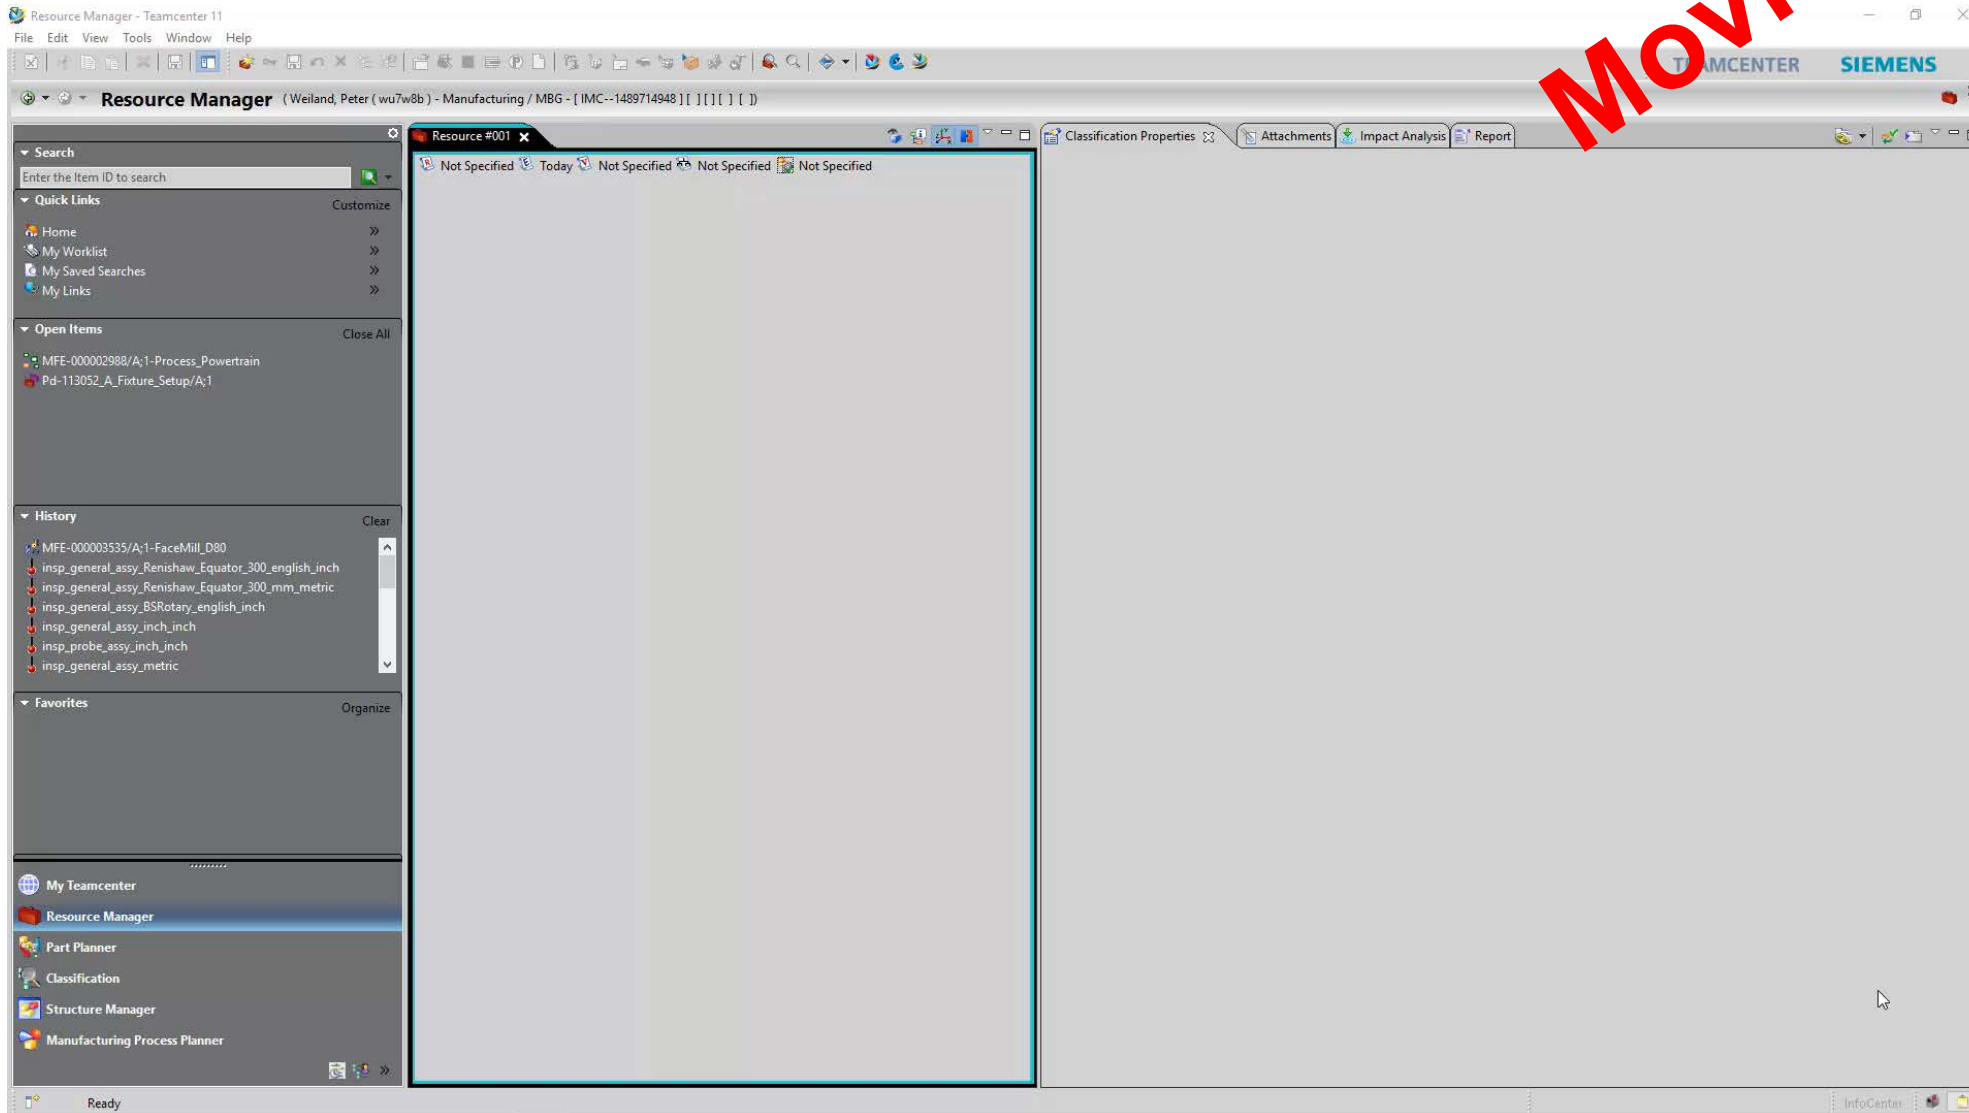 Resource Manager - Teamcenter 11
File Edit View Tools Window Help
TEAMCENTER SIEMENS
Resource Manager ( Weiland, Peter ( wu7w8b ) - Manufacturing / MBG - [ IMC--1489714948 ] [ ] [ ] [ ] [ ])
Search
Enter the Item ID to search
Quick Links
Customize
Home
My Worklist
My Saved Searches
My Links
Open Items
Close All
MFE-000002988/A;1-Process_Powertrain
Pd-113052_A_Fixture_Setup/A;1
History
Clear
MFE-000003535/A;1-FaceMill_D80
insp_general_assy_Renishaw_Equator_300_english_inch
insp_general_assy_Renishaw_Equator_300_mm_metric
insp_general_assy_BSRotary_english_inch
insp_general_assy_inch_inch
insp_probe_assy_inch_inch
insp_general_assy_metric
Favorites
Organize
My Teamcenter
Resource Manager
Part Planner
Classification
Structure Manager
Manufacturing Process Planner
Ready
Resource #001
Not Specified Today Not Specified Not Specified Not Specified
Classification Properties Attachments Impact Analysis Report
InfoCenter